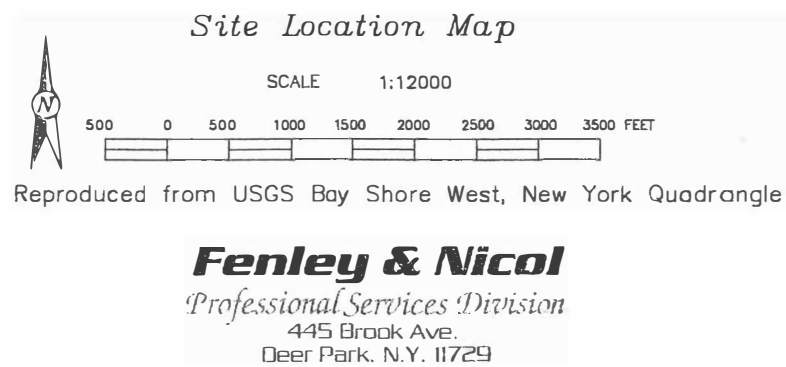 Site Location Map
SCALE 1:12000
N
500 0 500 1000 1500 2000 2500 3000 3500 FEET
Reproduced from USGS Bay Shore West, New York Quadrangle
Fenley & Nicol
Professional Services Division
445 Brook Ave.
Deer Park, N.Y. 11729